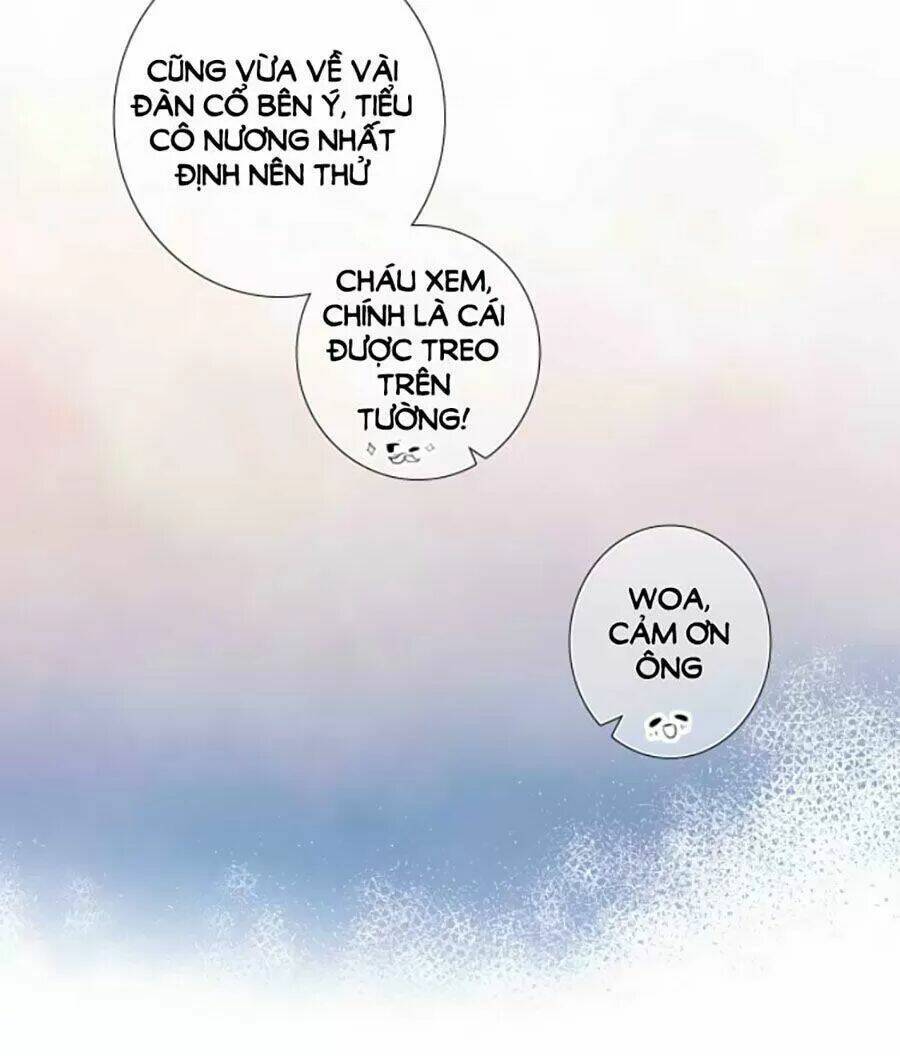 CŨNG VỪA VỀ VÀI
ĐÀN CỔ BÊN Ý, TIỂU
CÔ NƯƠNG NHẤT
ĐỊNH NÊN THỬ
CHÁU XEM,
CHÍNH LÀ CÁI
ĐƯỢC TREO
TRÊN
TƯỜNG!
WOA,
CẢM ƠN
ÔNG